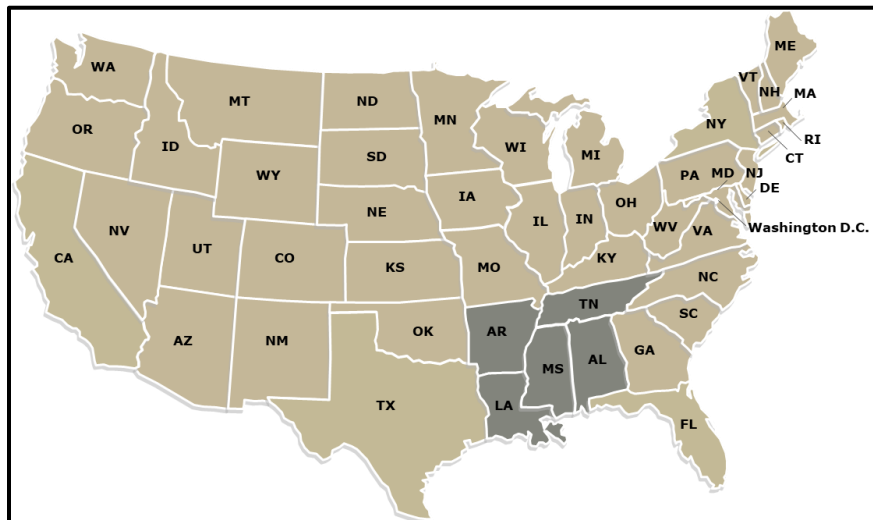 ME
WA
VT
NH
MT
ND
MA
MN
NY
OR
RI
ID
WI
SD
MI
CT
WY
PA
MD
NJ
DE
IA
NE
OH
IL
IN
Washington D.C.
NV
WV
VA
UT
CO
CA
KY
KS
MO
NC
TN
SC
AR
OK
AZ
NM
GA
AL
MS
TX
LA
FL